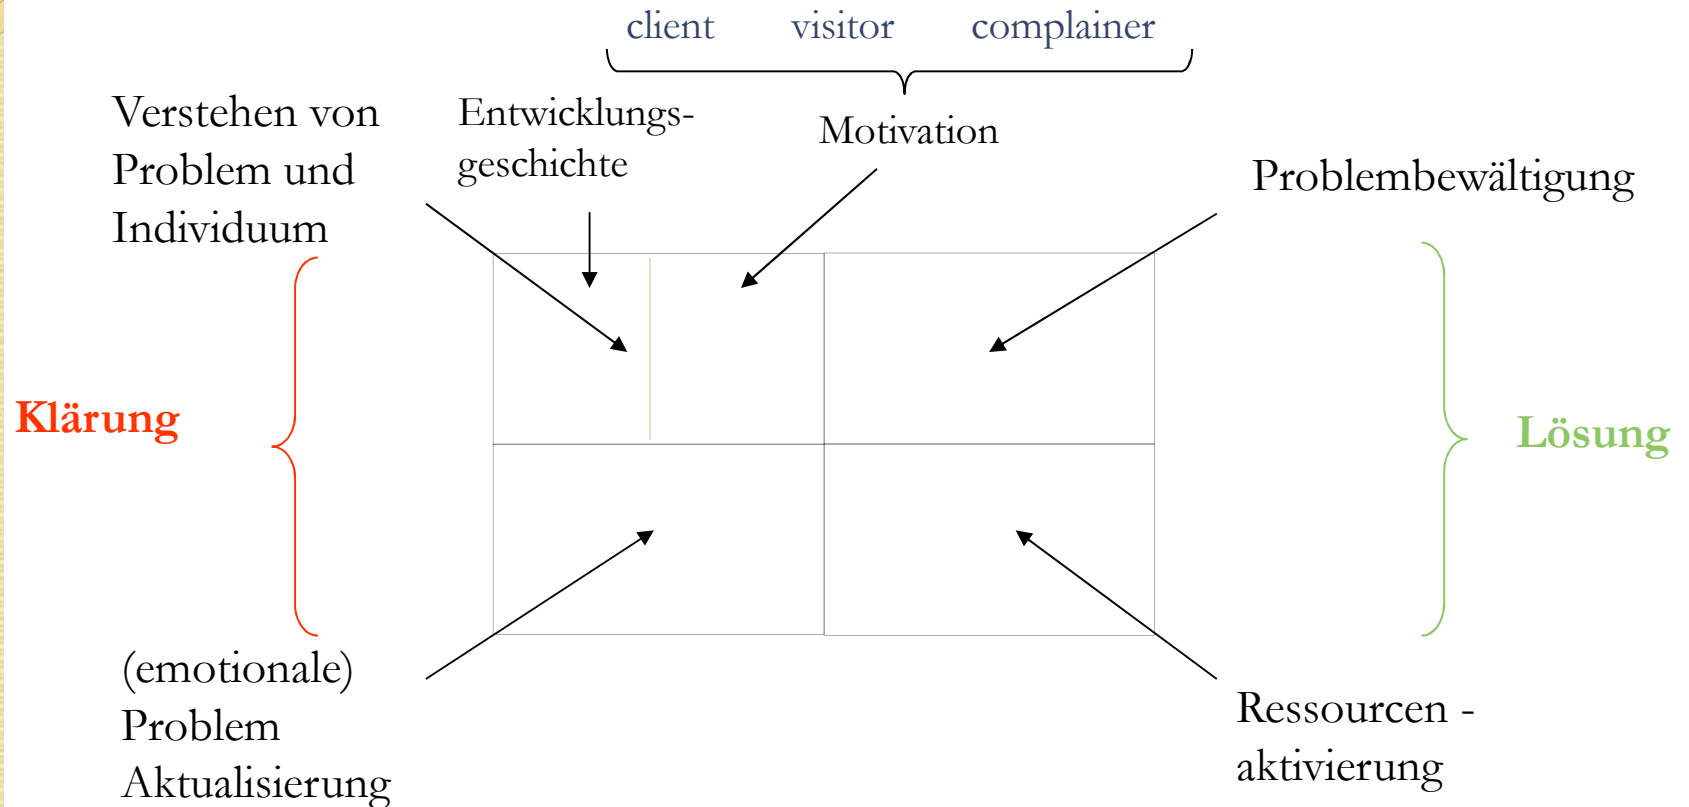 client visitor complainer
Verstehen von
Problem und
Individuum
Entwicklungs-
geschichte
Motivation
Problembewältigung
Klärung
Lösung
(emotionale)
Problem
Aktualisierung
Ressourcen -
aktivierung